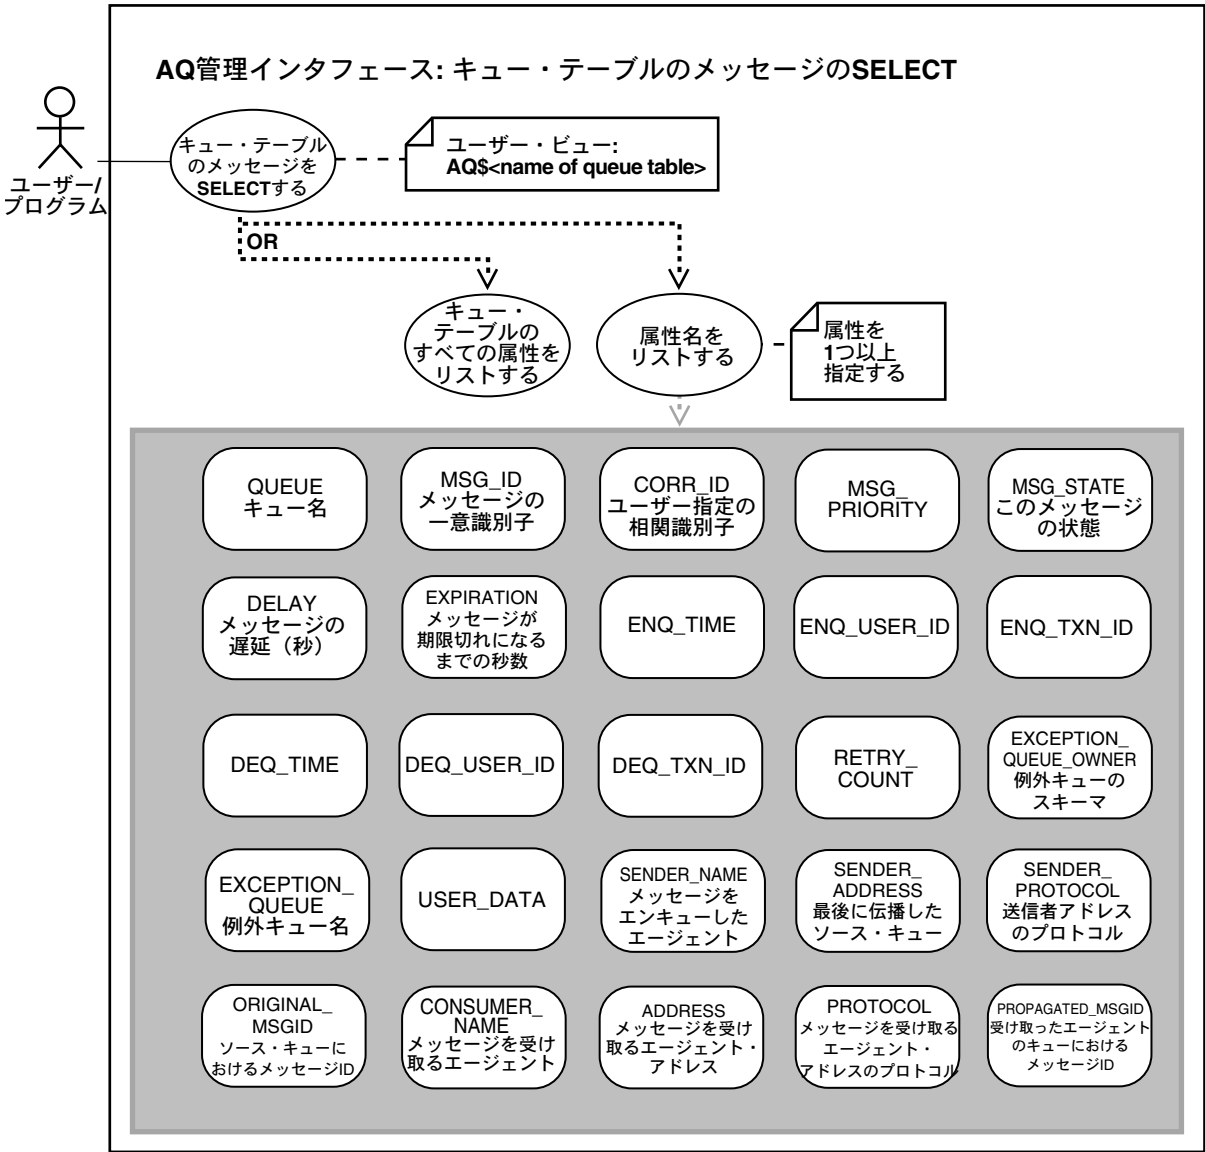 AQ管理インタフェース: キュー・テーブルのメッセージのSELECT
ユーザー/
プログラム
キュー・テーブル
のメッセージを
SELECTする
ユーザー・ビュー:
AQ$<name of queue table>
OR
キュー・
テーブルの
すべての属性を
リストする
属性名を
リストする
属性を
1つ以上
指定する
QUEUE
キュー名
MSG_ID
メッセージの
一意識別子
CORR_ID
ユーザー指定の
相関識別子
MSG_
PRIORITY
MSG_STATE
このメッセージ
の状態
DELAY
メッセージの
遅延（秒）
EXPIRATION
メッセージが
期限切れになる
までの秒数
ENQ_TIME
ENQ_USER_ID
ENQ_TXN_ID
DEQ_TIME
DEQ_USER_ID
DEQ_TXN_ID
RETRY_
COUNT
EXCEPTION_
QUEUE_OWNER
例外キューの
スキーマ
EXCEPTION_
QUEUE
例外キュー名
USER_DATA
SENDER_NAME
メッセージを
エンキューした
エージェント
SENDER_
ADDRESS
最後に伝播した
ソース・キュー
SENDER_
PROTOCOL
送信者アドレス
のプロトコル
ORIGINAL_
MSGID
ソース・キューに
おけるメッセージID
CONSUMER_
NAME
メッセージを受け
取るエージェント
ADDRESS
メッセージを受け
取るエージェント・
アドレス
PROTOCOL
メッセージを受け取る
エージェント・
アドレスのプロトコル
PROPAGATED_MSGID
受け取ったエージェント
のキューにおける
メッセージID